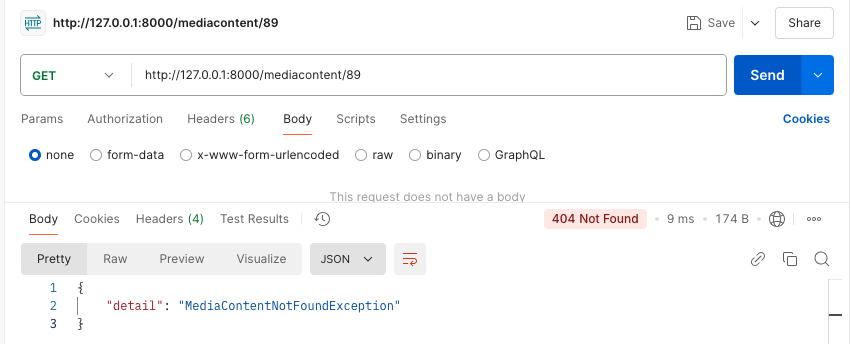 HTTP http://127.0.0.1:8000/mediacontent/89 Save Share
GET http://127.0.0.1:8000/mediacontent/89 Send
Params Authorization Headers (6) Body Scripts Settings Cookies
none form-data x-www-form-urlencoded raw binary GraphQL
This request does not have a body
Body Cookies Headers (4) Test Results 404 Not Found • 9 ms • 174 B •
Pretty Raw Preview Visualize JSON
1 {
2 "detail": "MediaContentNotFoundException"
3 }